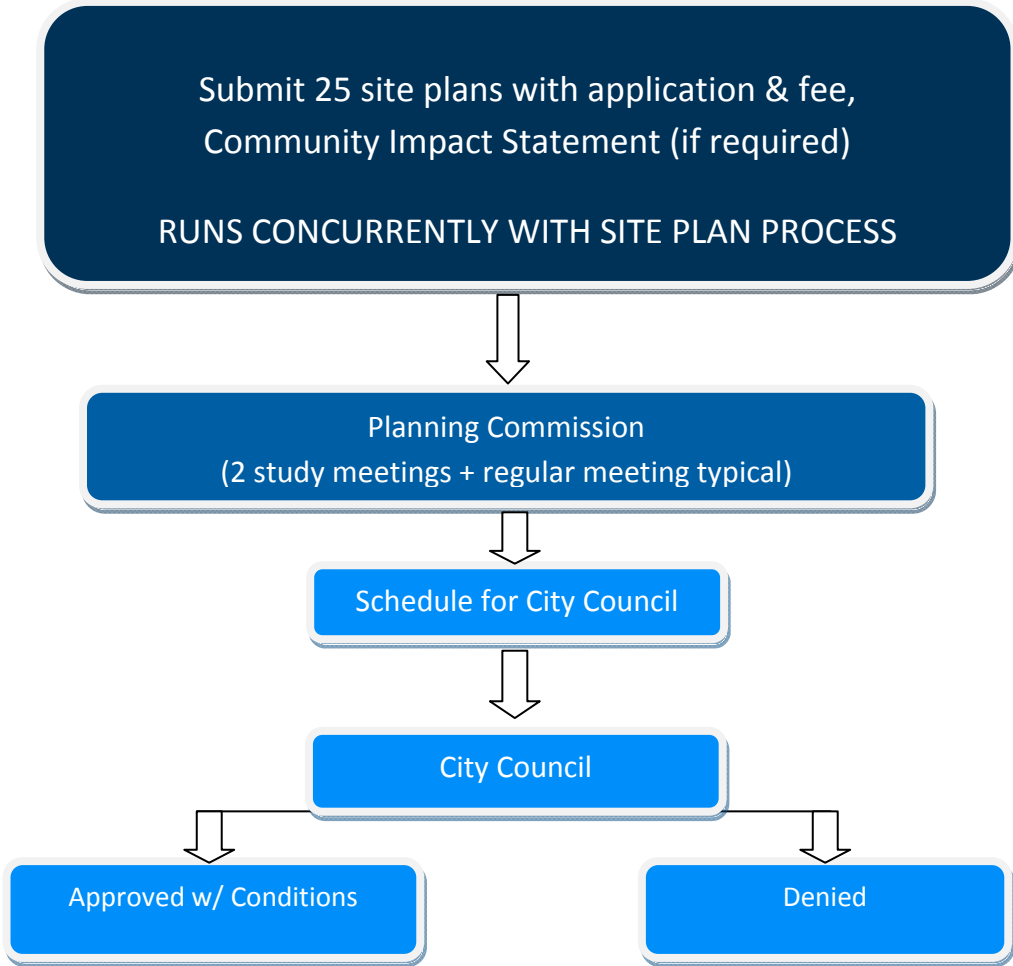 Submit 25 site plans with application & fee,
Community Impact Statement (if required)
RUNS CONCURRENTLY WITH SITE PLAN PROCESS
Planning Commission
(2 study meetings + regular meeting typical)
Schedule for City Council
City Council
Approved w/ Conditions
Denied